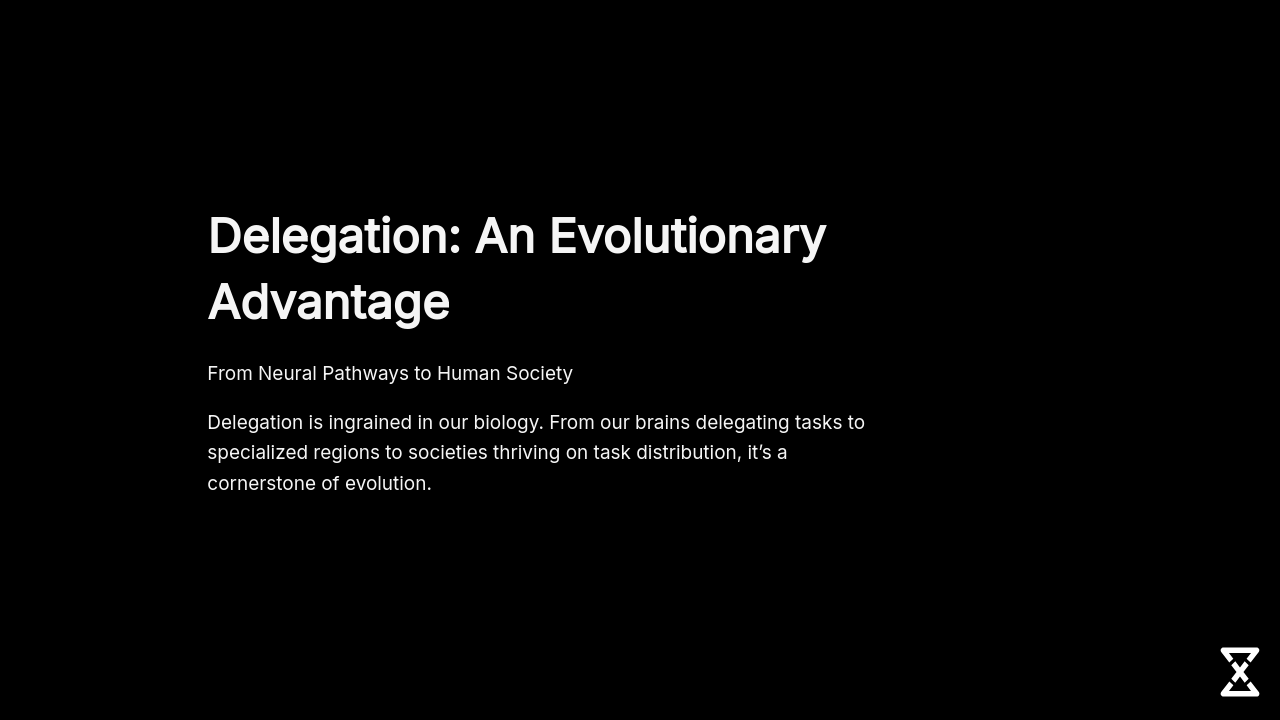 Delegation: An Evolutionary
Advantage
From Neural Pathways to Human Society
Delegation is ingrained in our biology. From our brains delegating tasks to
specialized regions to societies thriving on task distribution, it’s a
cornerstone of evolution.